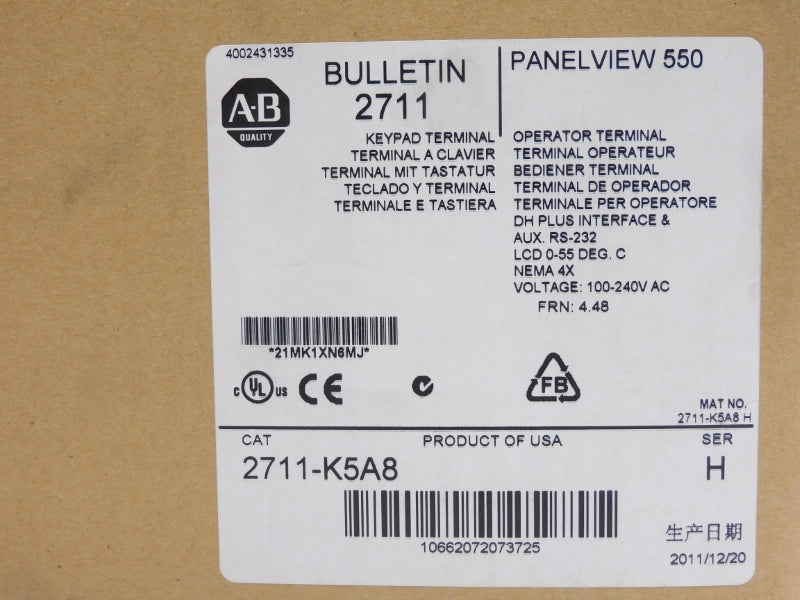 4002431335
A-B
QUALITY
BULLETIN
2711
KEYPAD TERMINAL
TERMINAL A CLAVIER
TERMINAL MIT TASTATUR
TECLADO Y TERMINAL
TERMINALE E TASTIERA
PANELVIEW 550
OPERATOR TERMINAL
TERMINAL OPERATEUR
BEDIENER TERMINAL
TERMINAL DE OPERADOR
TERMINALE PER OPERATORE
DH PLUS INTERFACE &
AUX. RS-232
LCD 0-55 DEG. C
NEMA 4X
VOLTAGE: 100-240V AC
FRN: 4.48
*21MK1XN6MJ*
c UL us CE
FB
MAT NO.
2711-K5A8 H
CAT
PRODUCT OF USA
SER
2711-K5A8
H
10662072073725
生产日期
2011/12/20